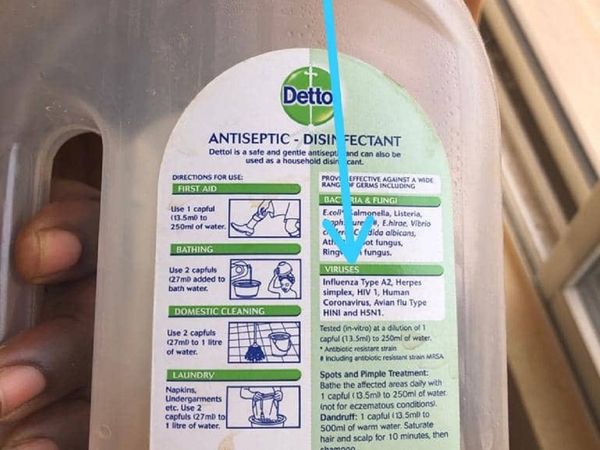 Dettol
ANTISEPTIC - DISINFECTANT
Dettol is a safe and gentle antiseptic and can also be
used as a household disinfectant.
DIRECTIONS FOR USE:
FIRST AID
Use 1 capful
(13.5ml) to
250ml of water.
BATHING
Use 2 capfuls
(27ml) added to
bath water.
DOMESTIC CLEANING
Use 2 capfuls
(27ml) to 1 litre
of water.
LAUNDRY
Napkins,
Undergarments
etc. Use 2
capfuls (27ml) to
1 litre of water.
EFFECTIVE AGAINST A WIDE
RANGE OF GERMS INCLUDING
BACTERIA & FUNGI
E.coli* Salmonella, Listeria,
E.hirae, Vibrio
Candida albicans,
foot fungus,
fungus.
VIRUSES
Influenza Type A2, Herpes
simplex, HIV 1, Human
Coronavirus, Avian flu Type
HINI and H5N1.
Tested (in-vitro) at a dilution of 1
capful (13.5ml) to 250ml of water.
* Antibiotic resistant strain
# Including antibiotic resistant strain MRSA
Spots and Pimple Treatment:
Bathe the affected areas daily with
1 capful (13.5ml) to 250ml of water
(not for eczematous conditions).
Dandruff: 1 capful (13.5ml) to
500ml of warm water. Saturate
hair and scalp for 10 minutes, then
shampoo